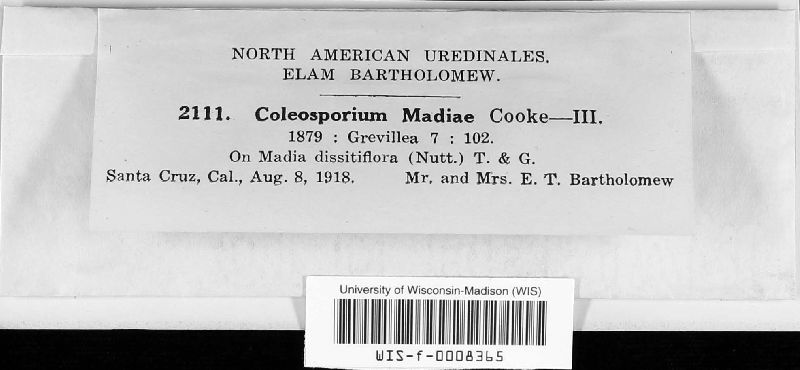 NORTH AMERICAN UREDINALES.
ELAM BARTHOLOMEW.
2111. Coleosporium Madiae Cooke—III.
1879 : Grevillea 7 : 102.
On Madia dissitiflora (Nutt.) T. & G.
Santa Cruz, Cal., Aug. 8, 1918. Mr. and Mrs. E. T. Bartholomew
University of Wisconsin-Madison (WIS)
WIS-f-0008365